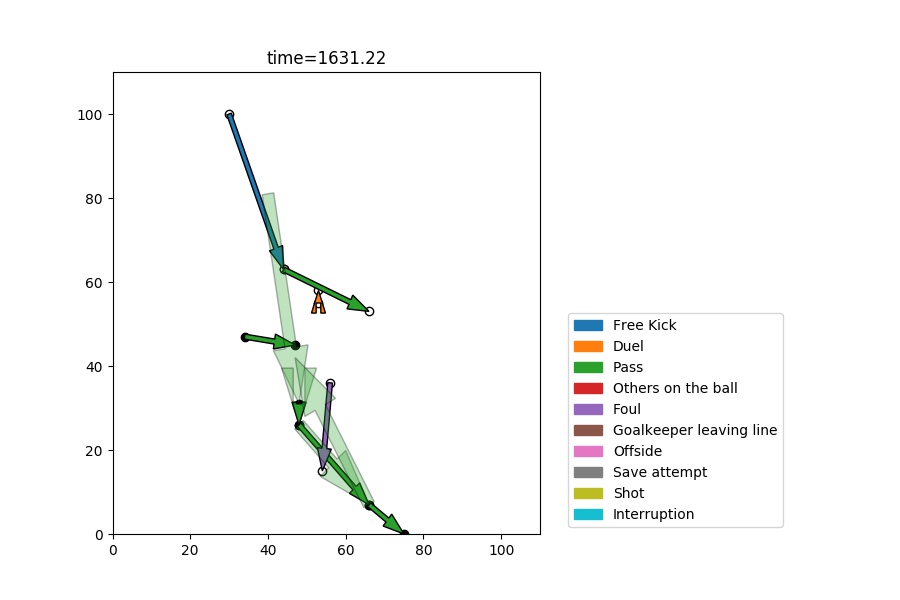 time=1631.22
100
80
60
40
20
0
0
20
40
60
80
100
Free Kick
Duel
Pass
Others on the ball
Foul
Goalkeeper leaving line
Offside
Save attempt
Shot
Interruption